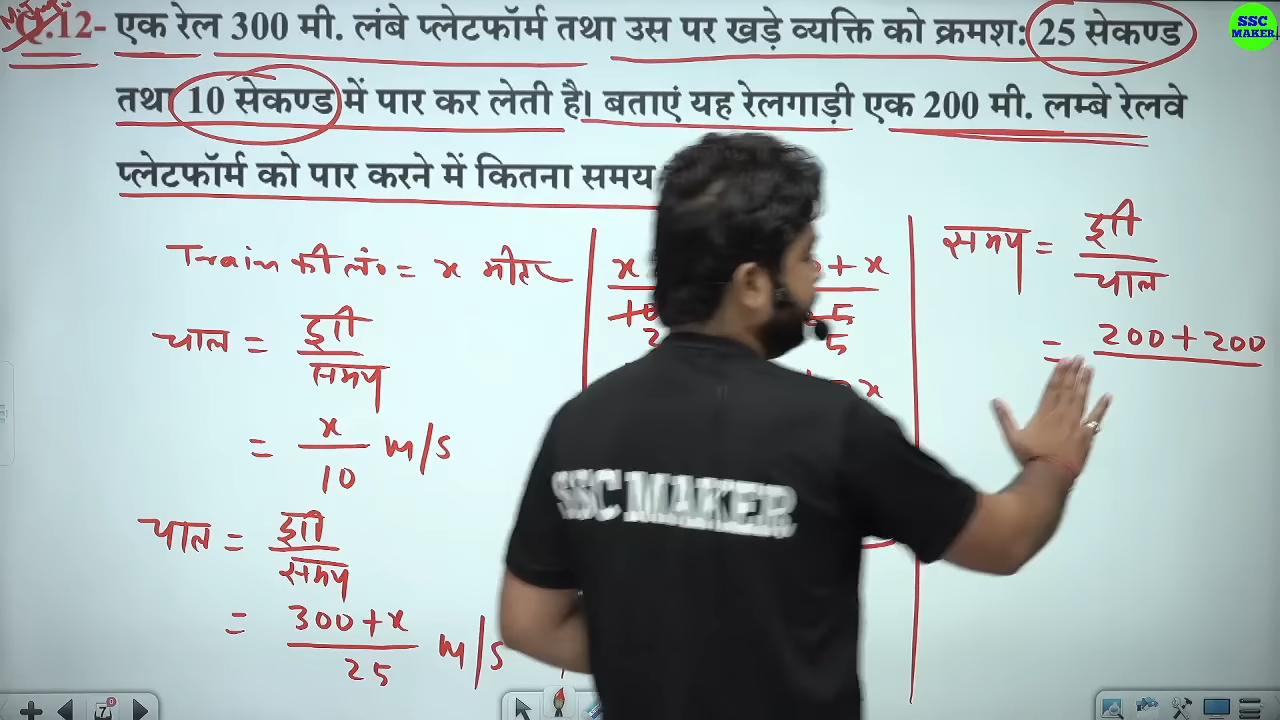 Q.12- एक रेल 300 मी. लंबे प्लेटफॉर्म तथा उस पर खड़े व्यक्ति को क्रमश: 25 सेकण्ड
तथा 10 सेकण्ड में पार कर लेती है। बताएं यह रेलगाड़ी एक 200 मी. लम्बे रेलवे
प्लेटफॉर्म को पार करने में कितना समय
SSC
MAKER
Train की लं० = x मीटर
चाल = दूरी / समय
= x / 10 m/s
चाल = दूरी / समय
= 300+x / 25 m/s
x
+ x
5
x
समय = दूरी / चाल
= 200+200
SSC MAKER